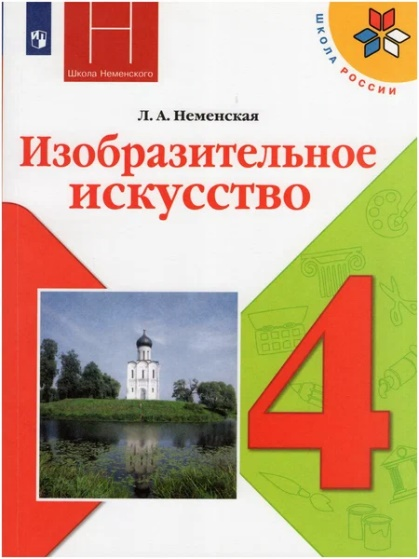 Школа Неменского
ШКОЛА РОССИИ
Л. А. Неменская
Изобразительное
искусство
4